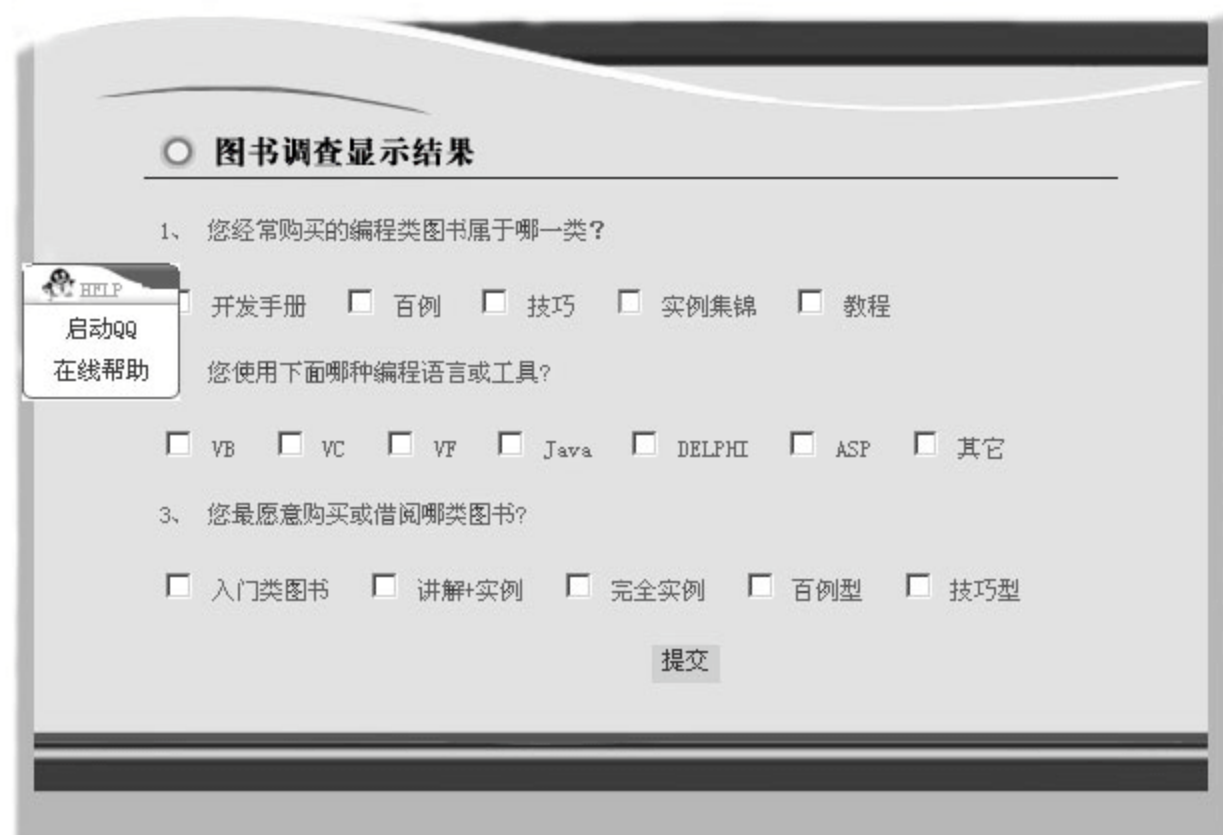 图书调查显示结果
1、 您经常购买的编程类图书属于哪一类?
HELP
启动QQ
在线帮助
开发手册 百例 技巧 实例集锦 教程
您使用下面哪种编程语言或工具?
VB VC VF Java DELPHI ASP 其它
3、 您最愿意购买或借阅哪类图书?
入门类图书 讲解+实例 完全实例 百例型 技巧型
提交